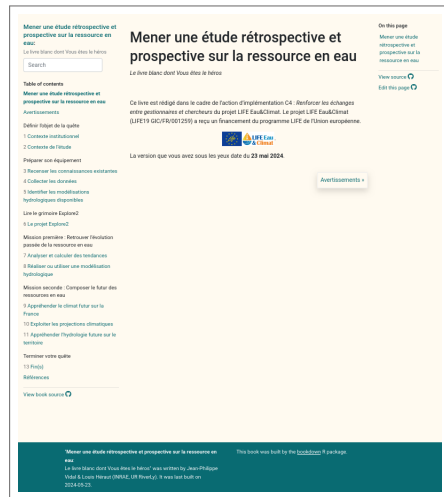 Mener une étude rétrospective et
prospective sur la ressource en
eau:
Le livre blanc dont Vous êtes le héros
Search
Table of contents
Mener une étude rétrospective et
prospective sur la ressource en eau
Avertissements
Définir l'objet de la quête
1 Contexte institutionnel
2 Contexte de l'étude
Préparer son équipement
3 Recenser les connaissances existantes
4 Collecter les données
5 Identifier les modélisations
hydrologiques disponibles
Lire le grimoire Explore2
6 Le projet Explore2
Mission première : Retrouver l'évolution
passée de la ressource en eau
7 Analyser et calculer des tendances
8 Réaliser ou utiliser une modélisation
hydrologique
Mission seconde : Composer le futur des
ressources en eau
9 Appréhender le climat futur sur la
France
10 Exploiter les projections climatiques
11 Appréhender l'hydrologie future sur le
territoire
Terminer votre quête
13 Fin(s)
Références
View book source
Mener une étude rétrospective et
prospective sur la ressource en eau
Le livre blanc dont Vous êtes le héros
Ce livre est rédigé dans le cadre de l'action d'implémentation C4 : Renforcer les échanges
entre gestionnaires et chercheurs du projet LIFE Eau&Climat. Le projet LIFE Eau&Climat
(LIFE19 GIC/FR/001259) a reçu un financement du programme LIFE de l'Union européenne.
LIFE Eau
&Climat
La version que vous avez sous les yeux date du 23 mai 2024.
Avertissements »
On this page
Mener une étude
rétrospective et
prospective sur la
ressource en eau
View source
Edit this page
"Mener une étude rétrospective et prospective sur la ressource en
eau:
Le livre blanc dont Vous êtes le héros" was written by Jean-Philippe
Vidal & Louis Héraut (INRAE, UR RiverLy). It was last built on
2024-05-23.
This book was built by the bookdown R package.